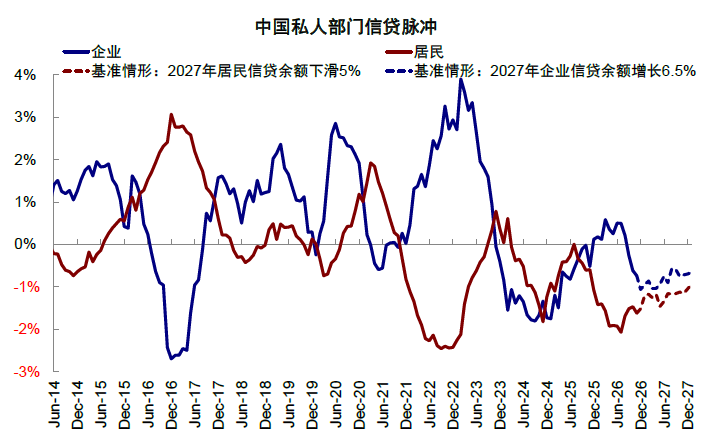 中国私人部门信贷脉冲
企业
居民
基准情形：2027年居民信贷余额下滑5%
基准情形：2027年企业信贷余额增长6.5%
4%
3%
2%
1%
0%
-1%
-2%
-3%
Jun-14
Dec-14
Jun-15
Dec-15
Jun-16
Dec-16
Jun-17
Dec-17
Jun-18
Dec-18
Jun-19
Dec-19
Jun-20
Dec-20
Jun-21
Dec-21
Jun-22
Dec-22
Jun-23
Dec-23
Jun-24
Dec-24
Jun-25
Dec-25
Jun-26
Dec-26
Jun-27
Dec-27